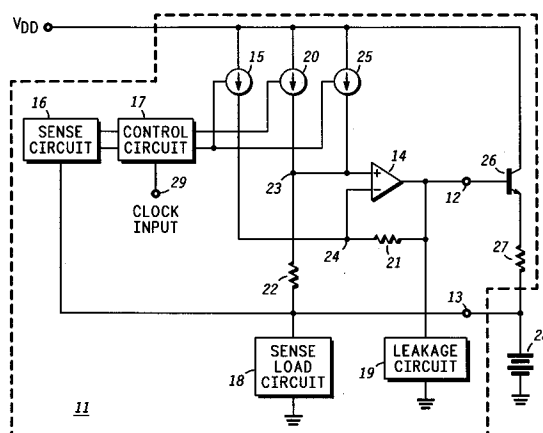 VDD
15
20
25
16
17
SENSE
CIRCUIT
CONTROL
CIRCUIT
14
26
23
12
29
CLOCK
INPUT
24
21
27
22
13
SENSE
LOAD
CIRCUIT
18
LEAKAGE
CIRCUIT
19
11